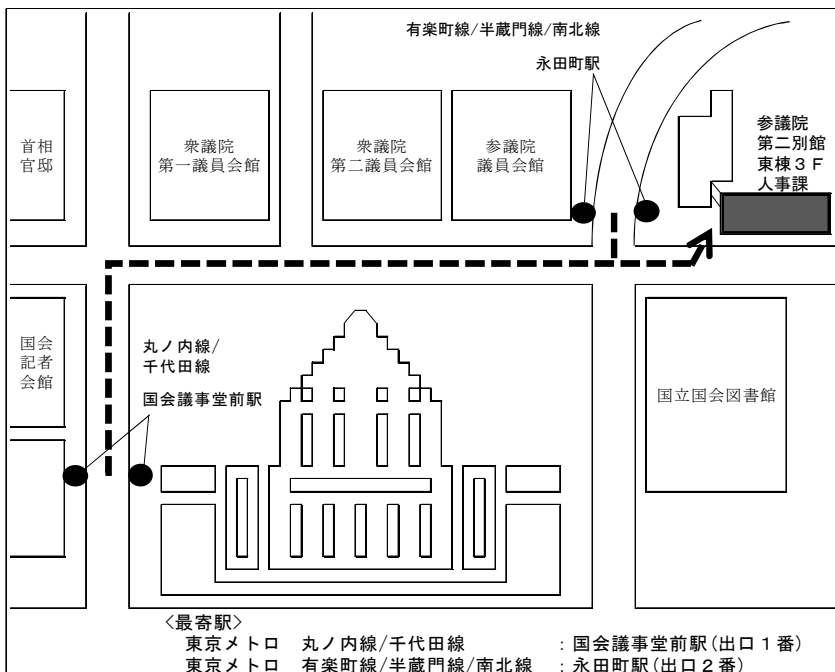 有楽町線/半蔵門線/南北線
永田町駅
首相
官邸
衆議院
第一議員会館
衆議院
第二議員会館
参議院
議員会館
参議院
第二別館
東棟３Ｆ
人事課
国会
記者
会館
丸ノ内線/
千代田線
国会議事堂前駅
国立国会図書館
<最寄駅>
東京メトロ　丸ノ内線/千代田線　：国会議事堂前駅(出口１番)
東京メトロ　有楽町線/半蔵門線/南北線　：永田町駅(出口２番)